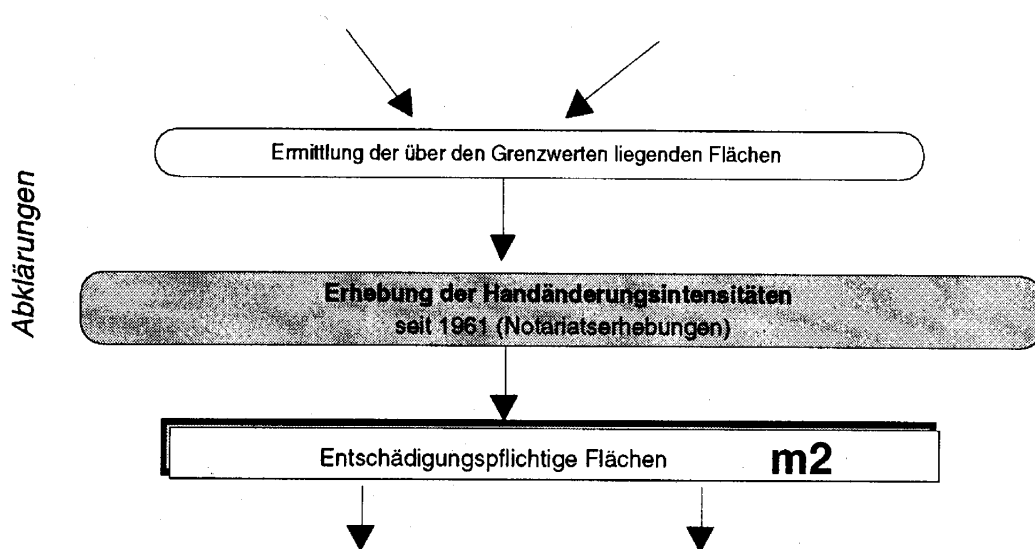 Abklärungen
Ermittlung der über den Grenzwerten liegenden Flächen
Erhebung der Handänderungsintensitäten
seit 1961 (Notariatserhebungen)
Entschädigungspflichtige Flächen m2